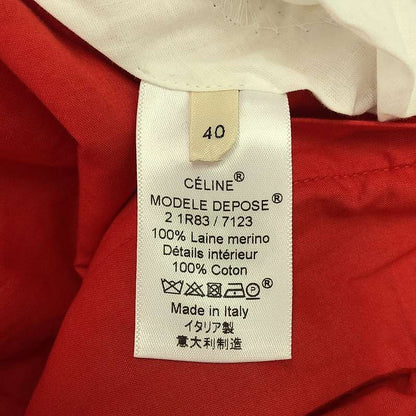 40
CÉLINE®
MODELE DEPOSE®
2 1R83 / 7123
100% Laine merino
Détails intérieur
100% Coton
Made in Italy
イタリア製
意大利制造